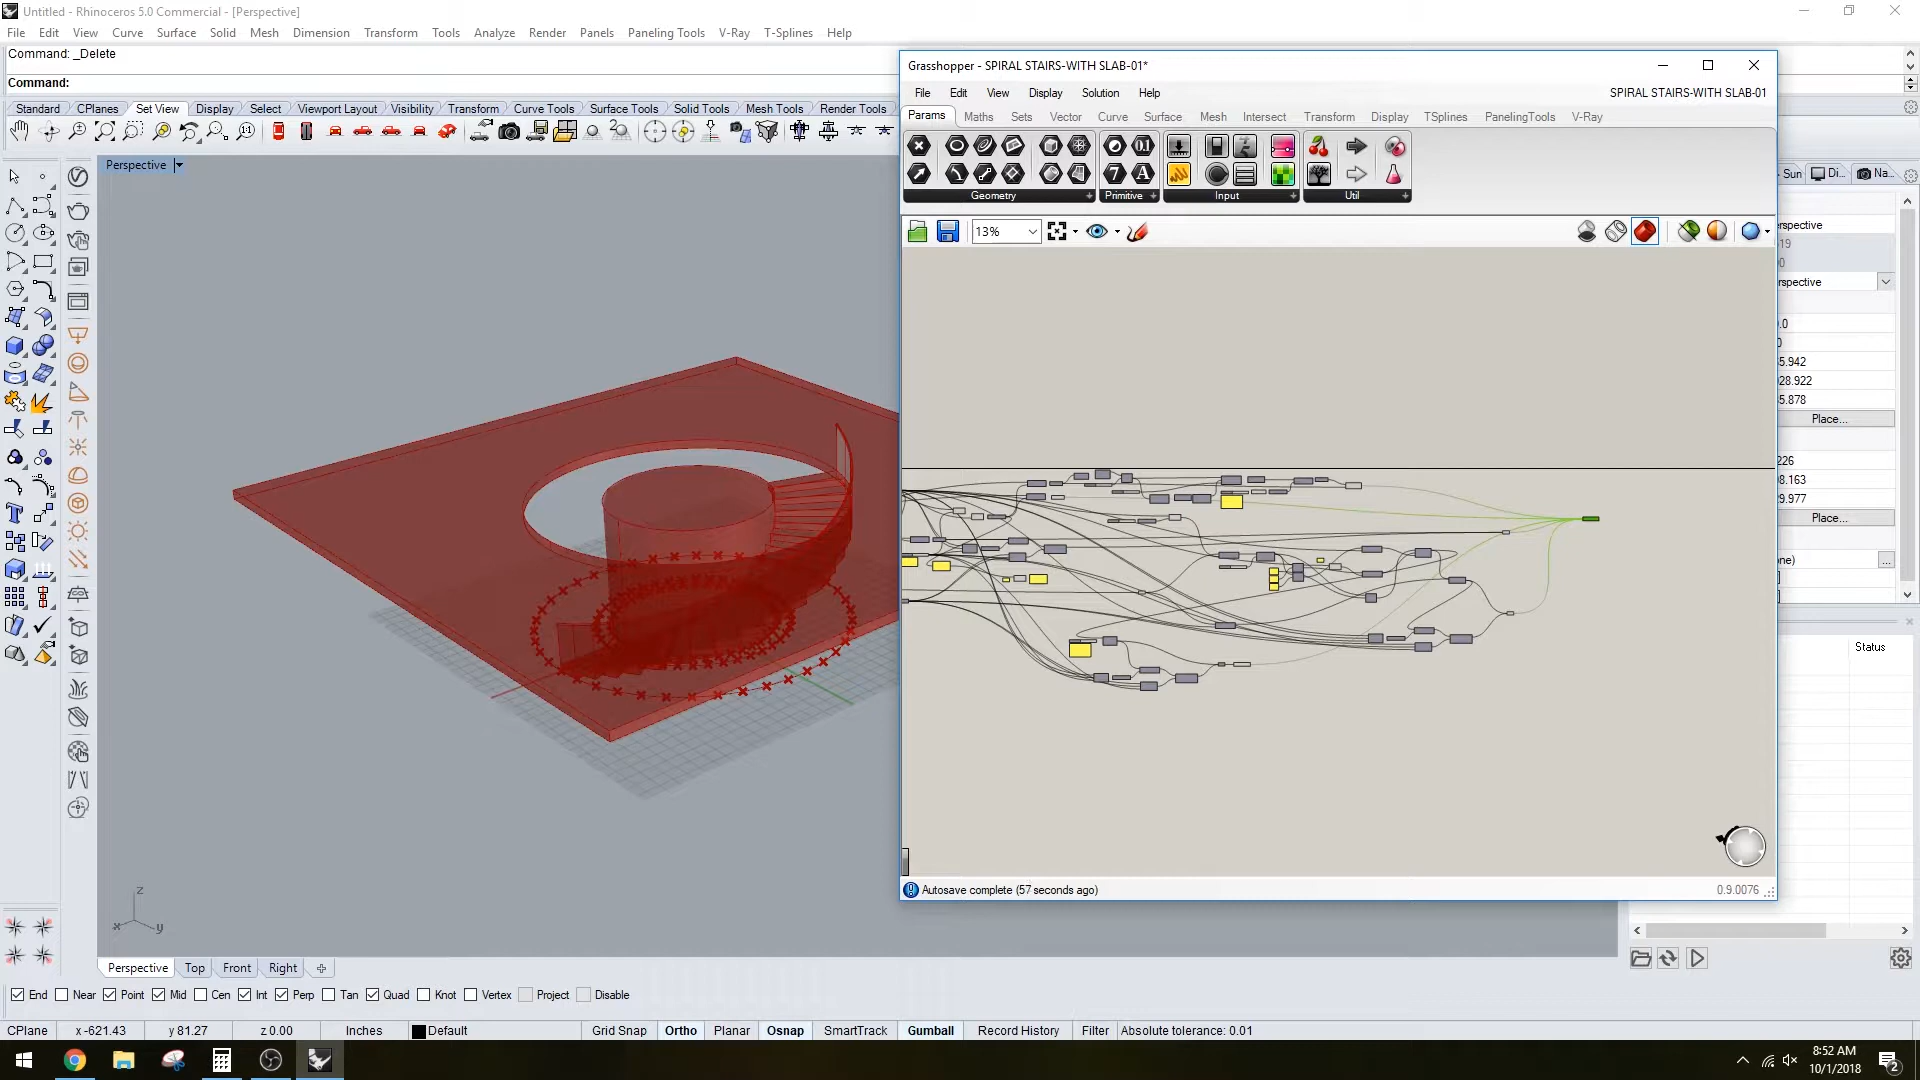 Untitled - Rhinoceros 5.0 Commercial - [Perspective]
File Edit View Curve Surface Solid Mesh Dimension Transform Tools Analyze Render Panels Paneling Tools V-Ray T-Splines Help
Command: _Delete
Command:
Standard CPlanes Set View Display Select Viewport Layout Visibility Transform Curve Tools Surface Tools Solid Tools Mesh Tools Render Tools
Perspective
Grasshopper - SPIRAL STAIRS-WITH SLAB-01*
File Edit View Display Solution Help
SPIRAL STAIRS-WITH SLAB-01
Params Maths Sets Vector Curve Surface Mesh Intersect Transform Display TSplines PanelingTools V-Ray
Geometry Primitive Input Util
13%
Autosave complete (57 seconds ago)
0.9.0076
Sun Di... Na...
Place...
Place...
Status
z
x y
Perspective Top Front Right
End Near Point Mid Cen Int Perp Tan Quad Knot Vertex Project Disable
CPlane x -621.43 y 81.27 z 0.00 Inches Default Grid Snap Ortho Planar Osnap SmartTrack Gumball Record History Filter Absolute tolerance: 0.01
8:52 AM
10/1/2018
2